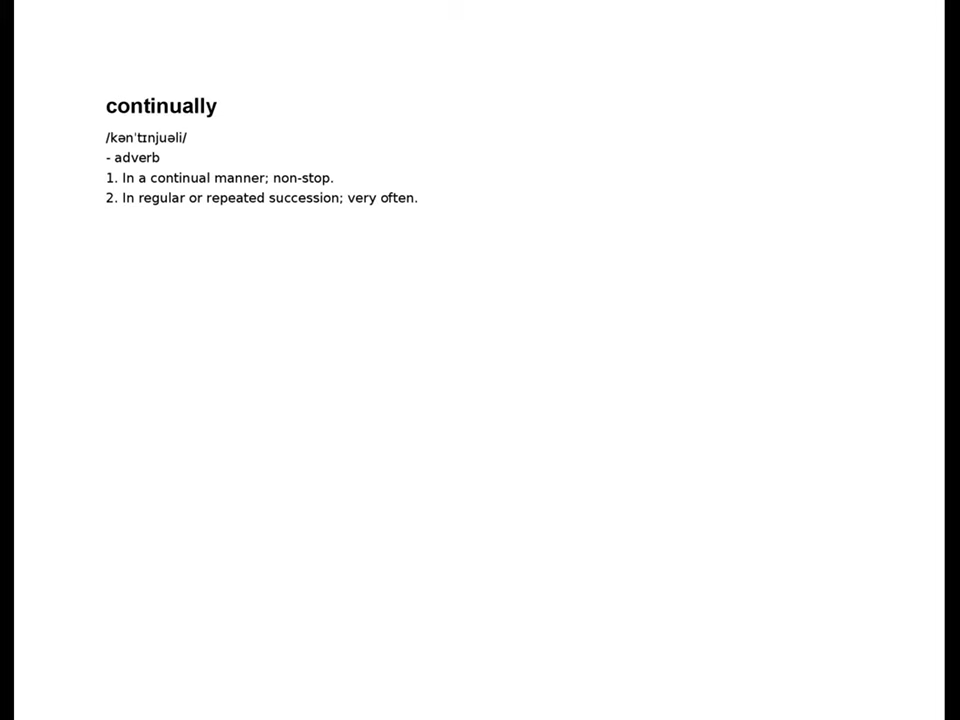 continually
/kənˈtɪnjuəli/
- adverb
1. In a continual manner; non-stop.
2. In regular or repeated succession; very often.